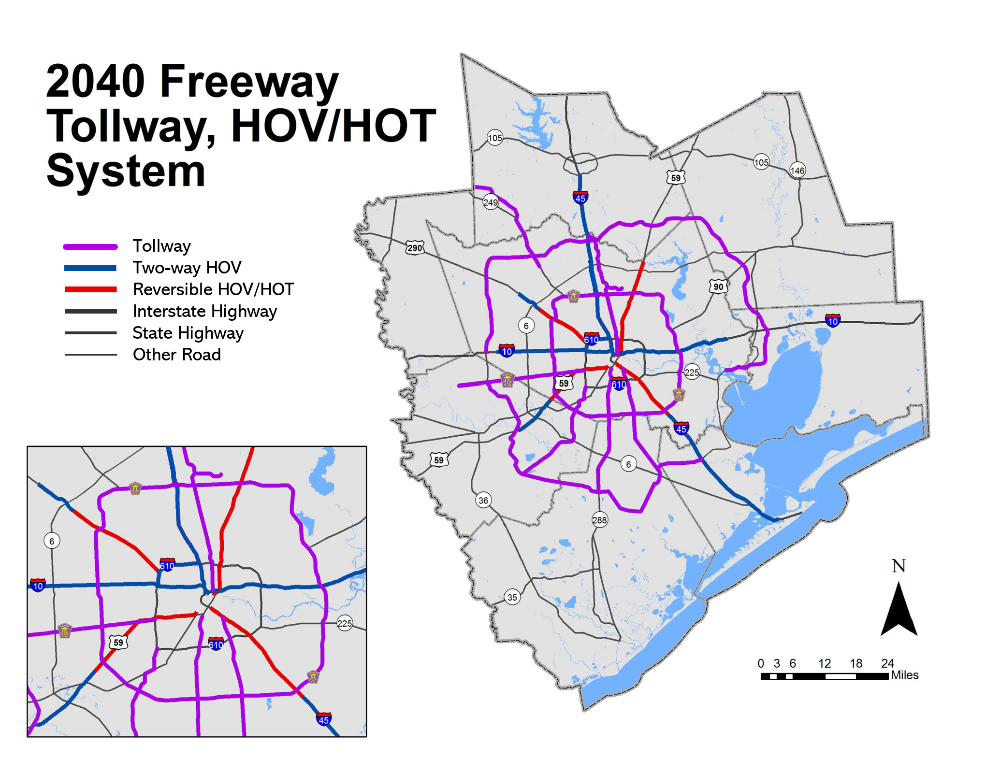 2040 Freeway
Tollway, HOV/HOT
System
Tollway
Two-way HOV
Reversible HOV/HOT
Interstate Highway
State Highway
Other Road
105
105
146
59
45
249
290
90
6
610
10
10
225
59
610
45
59
6
36
288
35
6
610
10
225
59
610
45
N
0 3 6 12 18 24
Miles